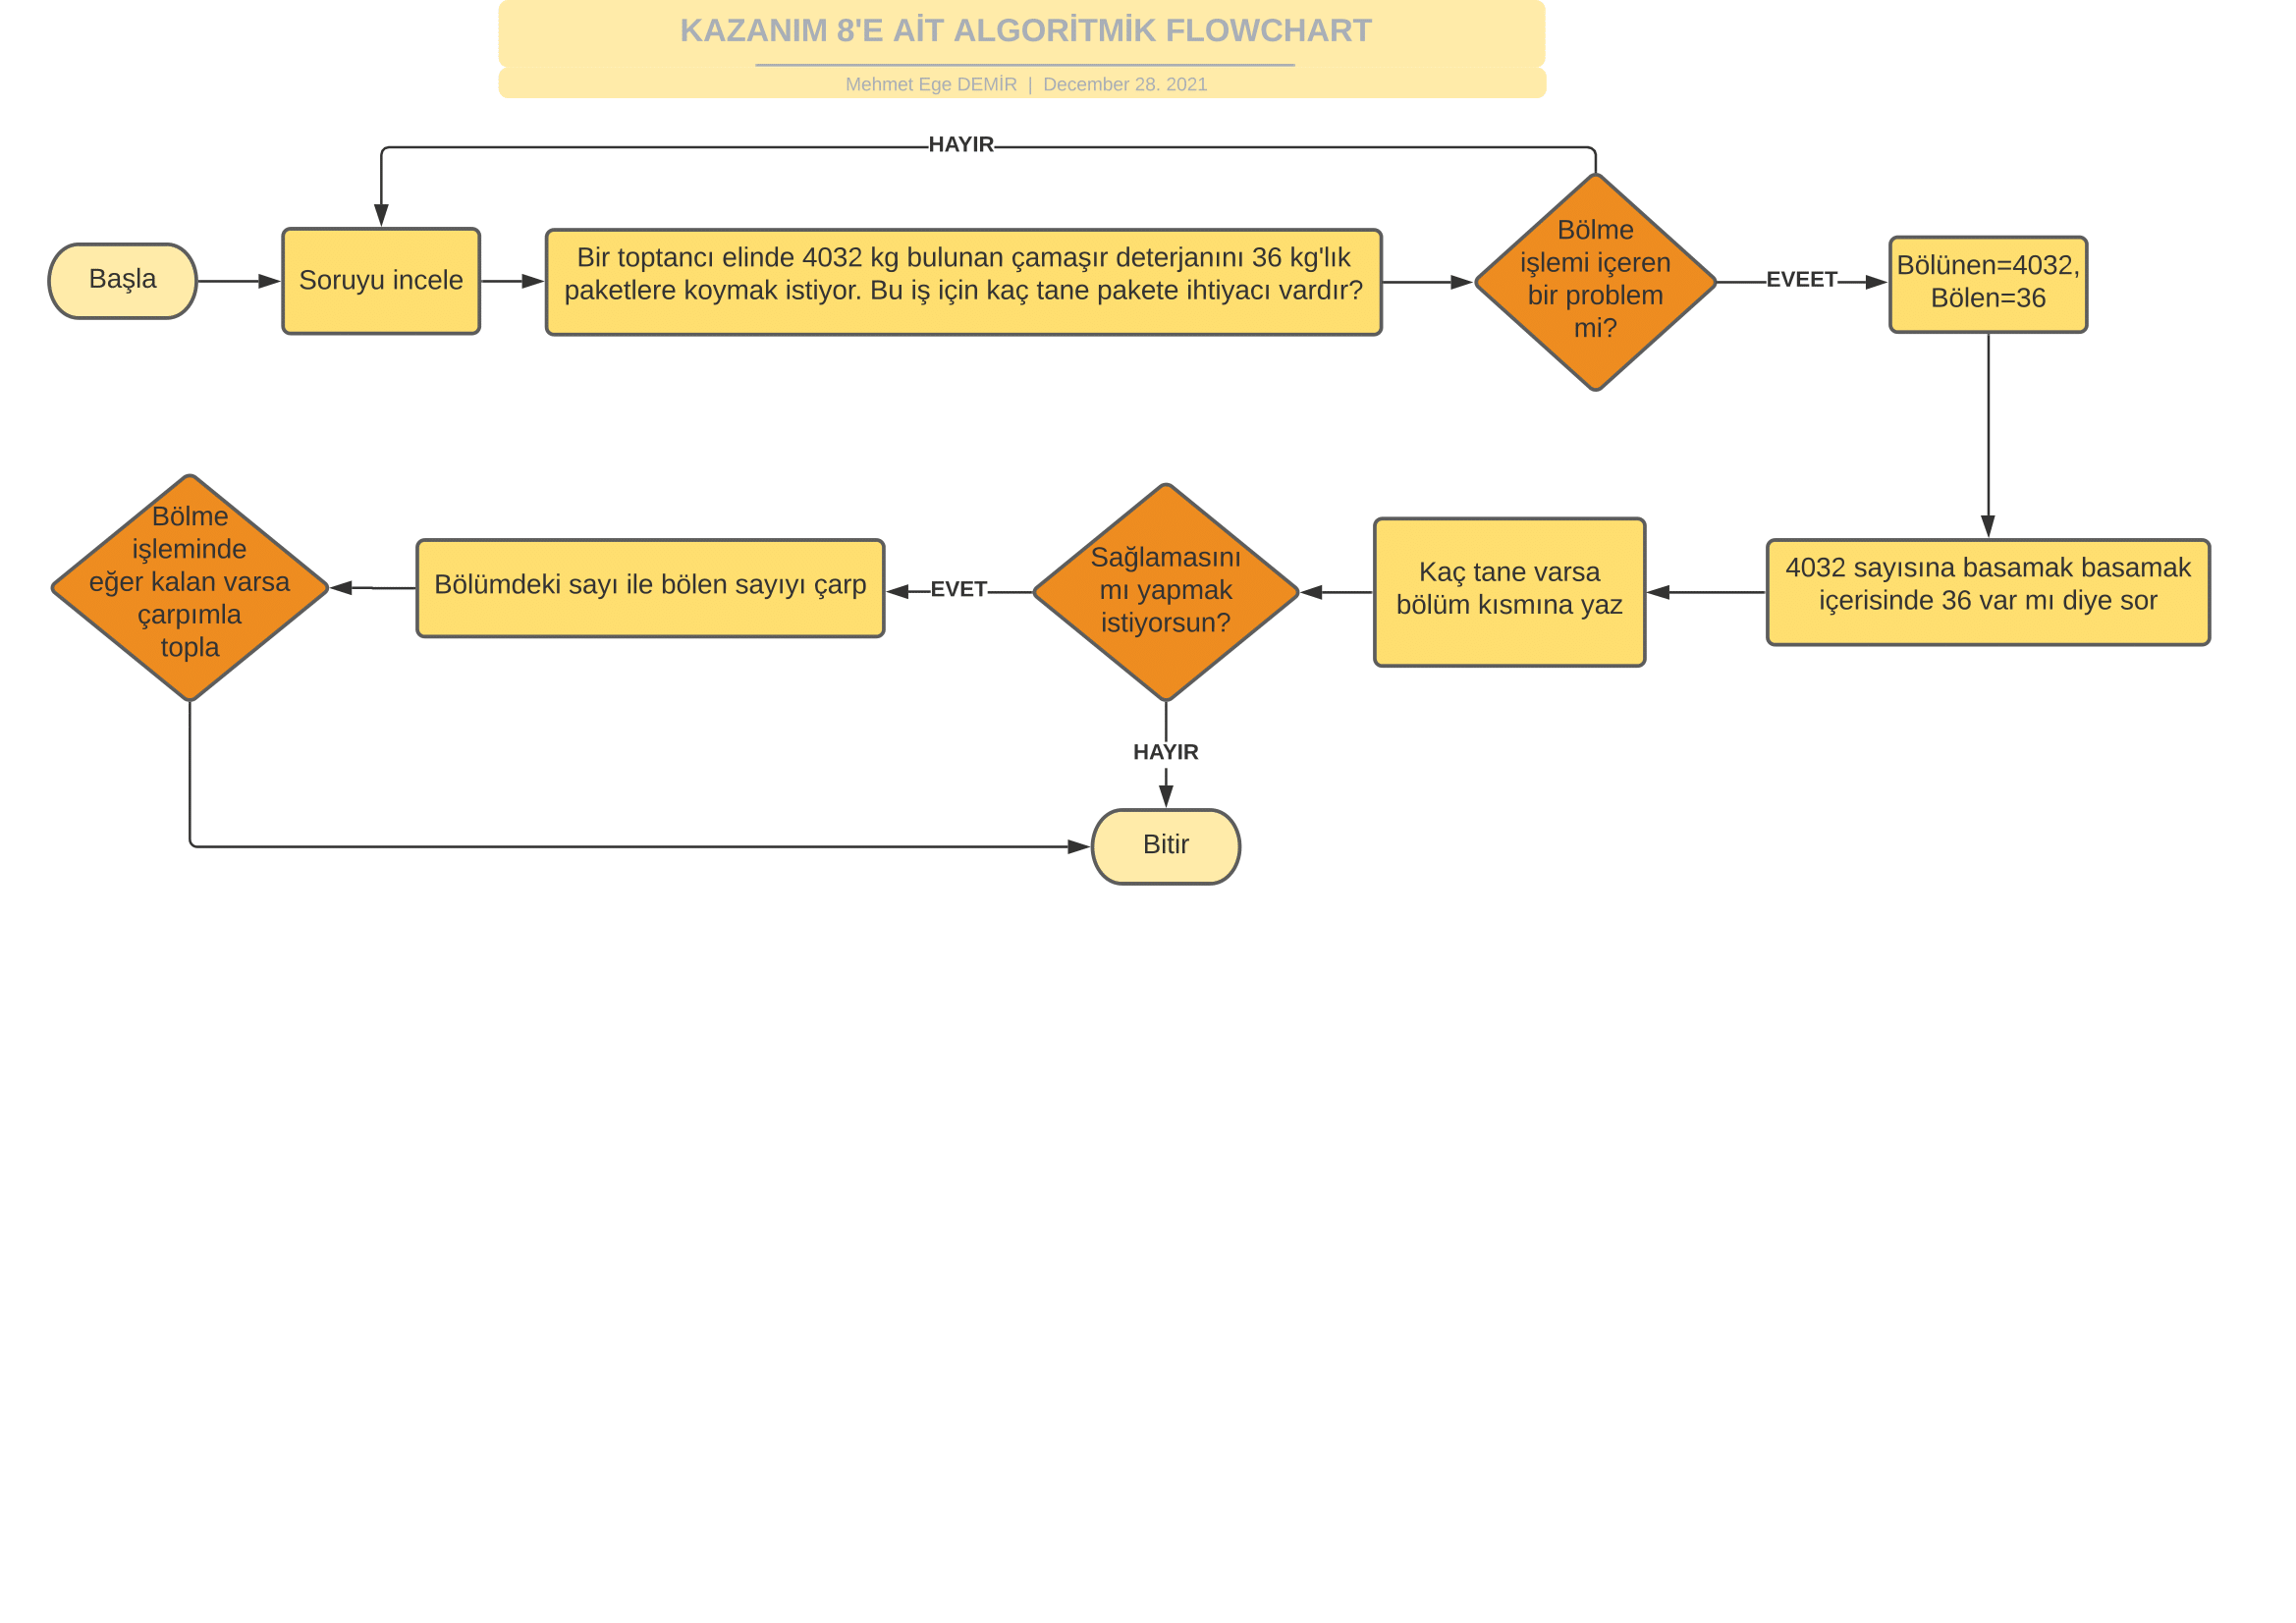 KAZANIM 8'E AİT ALGORİTMİK FLOWCHART
Mehmet Ege DEMİR | December 28. 2021
HAYIR
Başla
Soruyu incele
Bir toptancı elinde 4032 kg bulunan çamaşır deterjanını 36 kg'lık
paketlere koymak istiyor. Bu iş için kaç tane pakete ihtiyacı vardır?
Bölme
işlemi içeren
bir problem
mi?
EVEET
Bölünen=4032,
Bölen=36
4032 sayısına basamak basamak
içerisinde 36 var mı diye sor
Kaç tane varsa
bölüm kısmına yaz
Sağlamasını
mı yapmak
istiyorsun?
EVET
Bölümdeki sayı ile bölen sayıyı çarp
Bölme
işleminde
eğer kalan varsa
çarpımla
topla
HAYIR
Bitir